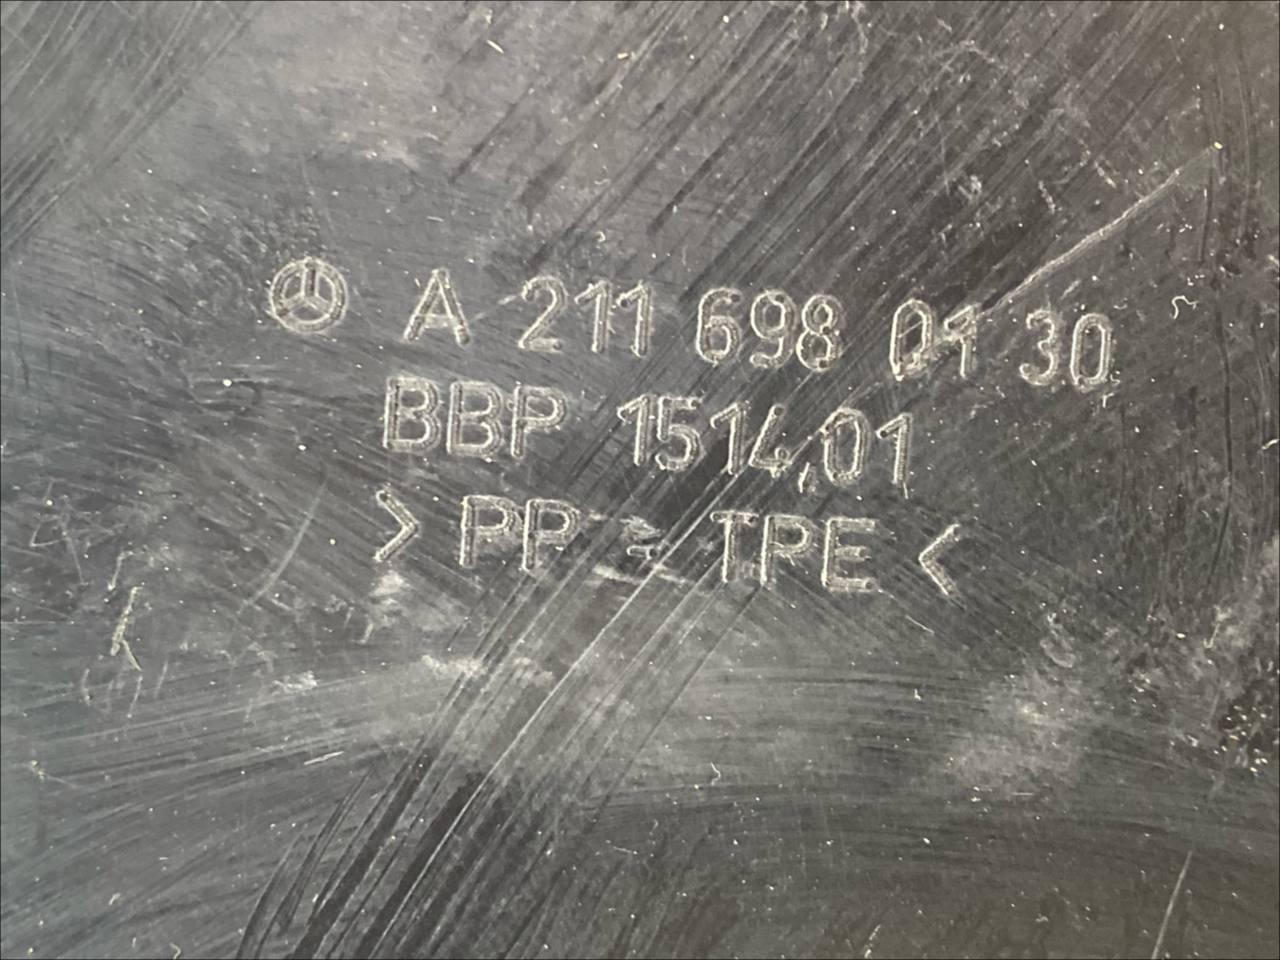 A 211 698 01 30
BBP 1514,01
> PP - TPE <